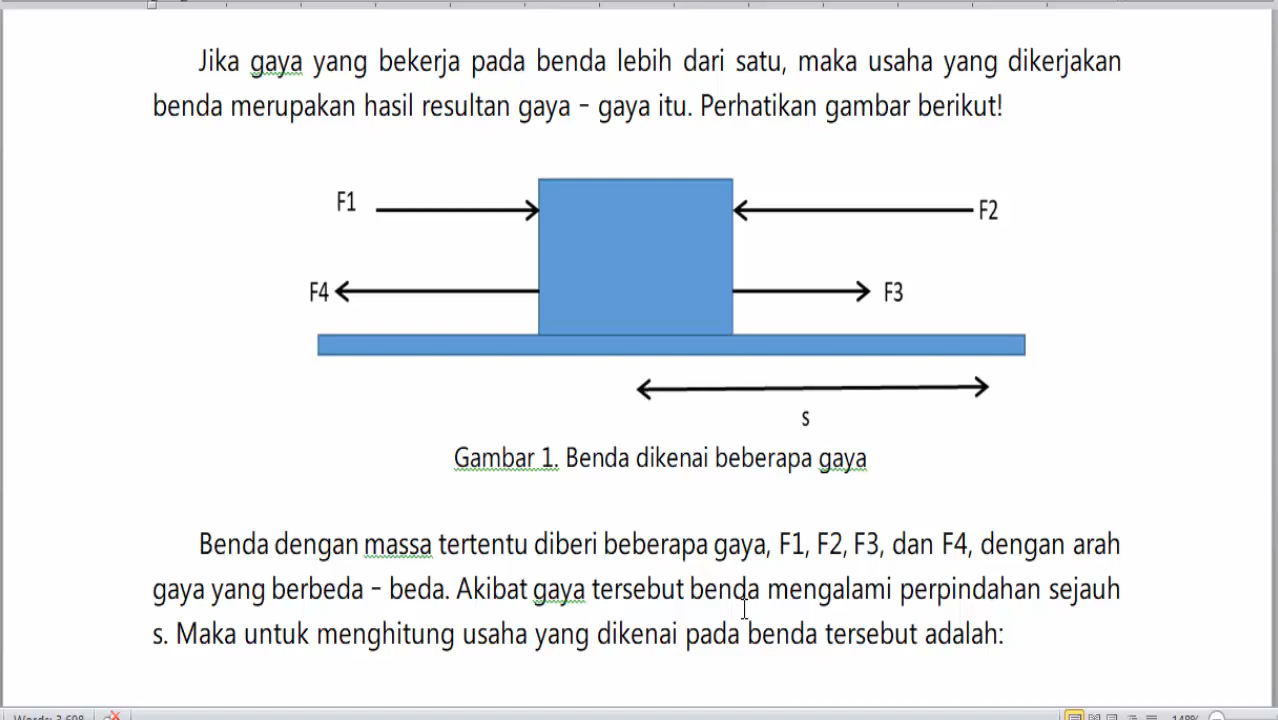 Jika gaya yang bekerja pada benda lebih dari satu, maka usaha yang dikerjakan
benda merupakan hasil resultan gaya – gaya itu. Perhatikan gambar berikut!
F1
F2
F4
F3
s
Gambar 1. Benda dikenai beberapa gaya
Benda dengan massa tertentu diberi beberapa gaya, F1, F2, F3, dan F4, dengan arah
gaya yang berbeda – beda. Akibat gaya tersebut benda mengalami perpindahan sejauh
s. Maka untuk menghitung usaha yang dikenai pada benda tersebut adalah: